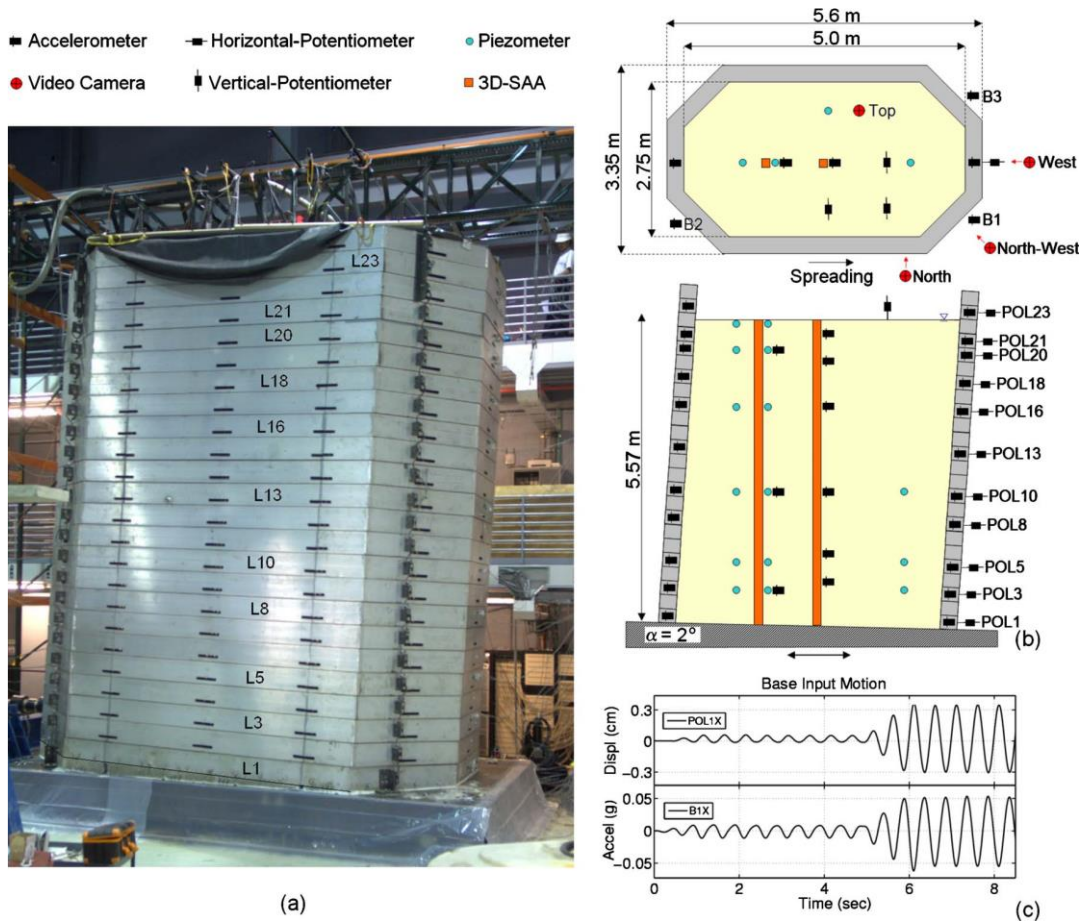 Accelerometer Horizontal-Potentiometer Piezometer
Video Camera Vertical-Potentiometer 3D-SAA
L23
L21
L20
L18
L16
L13
L10
L8
L5
L3
L1
(a)
5.6 m
5.0 m
3.35 m
2.75 m
B3
Top
West
B2
B1
North-West
Spreading
North
POL23
POL21
POL20
POL18
POL16
POL13
POL10
POL8
POL5
POL3
POL1
5.57 m
α = 2°
(b)
Base Input Motion
POL1X
Displ (cm)
0.3
0
−0.3
B1X
Accel (g)
0.05
0
−0.05
0 2 4 6 8
Time (sec)
(c)